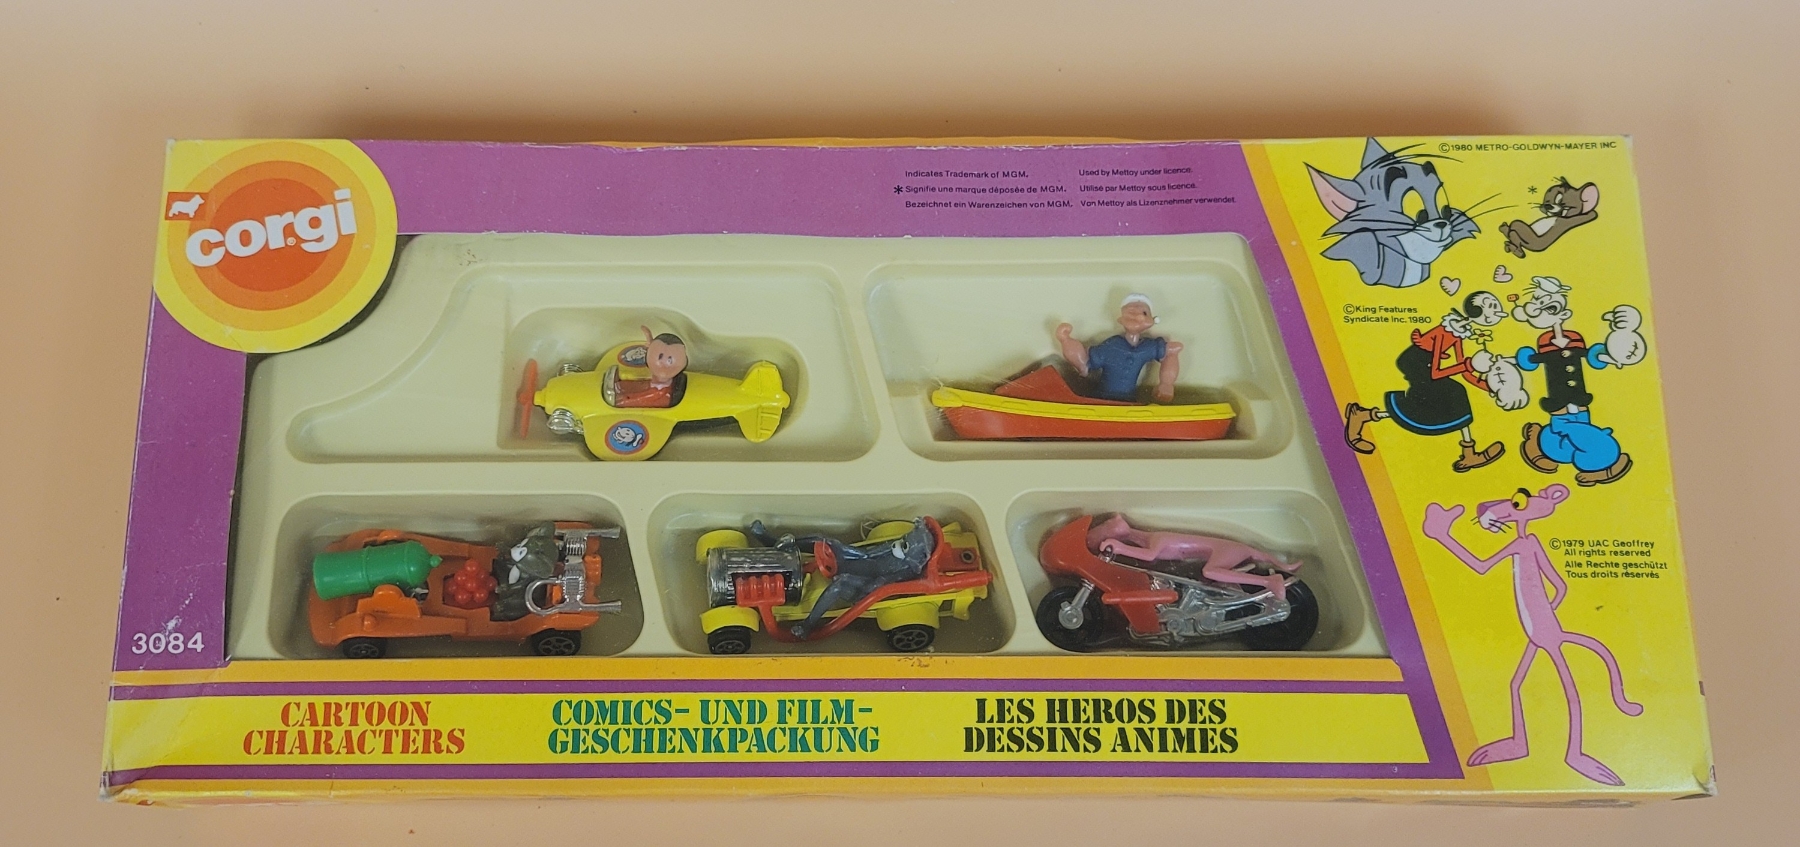 corgi®
Indicates Trademark of MGM.
* Signifie une marque déposée de MGM.
Bezeichnet ein Warenzeichen von MGM.
Used by Mettoy under licence.
Utilisé par Mettoy sous licence.
Von Mettoy als Lizenznehmer verwendet.
©1980 METRO-GOLDWYN-MAYER INC
*
©King Features
Syndicate Inc. 1980
©1979 UAC Geoffrey
All rights reserved
Alle Rechte geschützt
Tous droits réservés
3084
CARTOON
CHARACTERS
COMICS- UND FILM-
GESCHENKPACKUNG
LES HEROS DES
DESSINS ANIMES